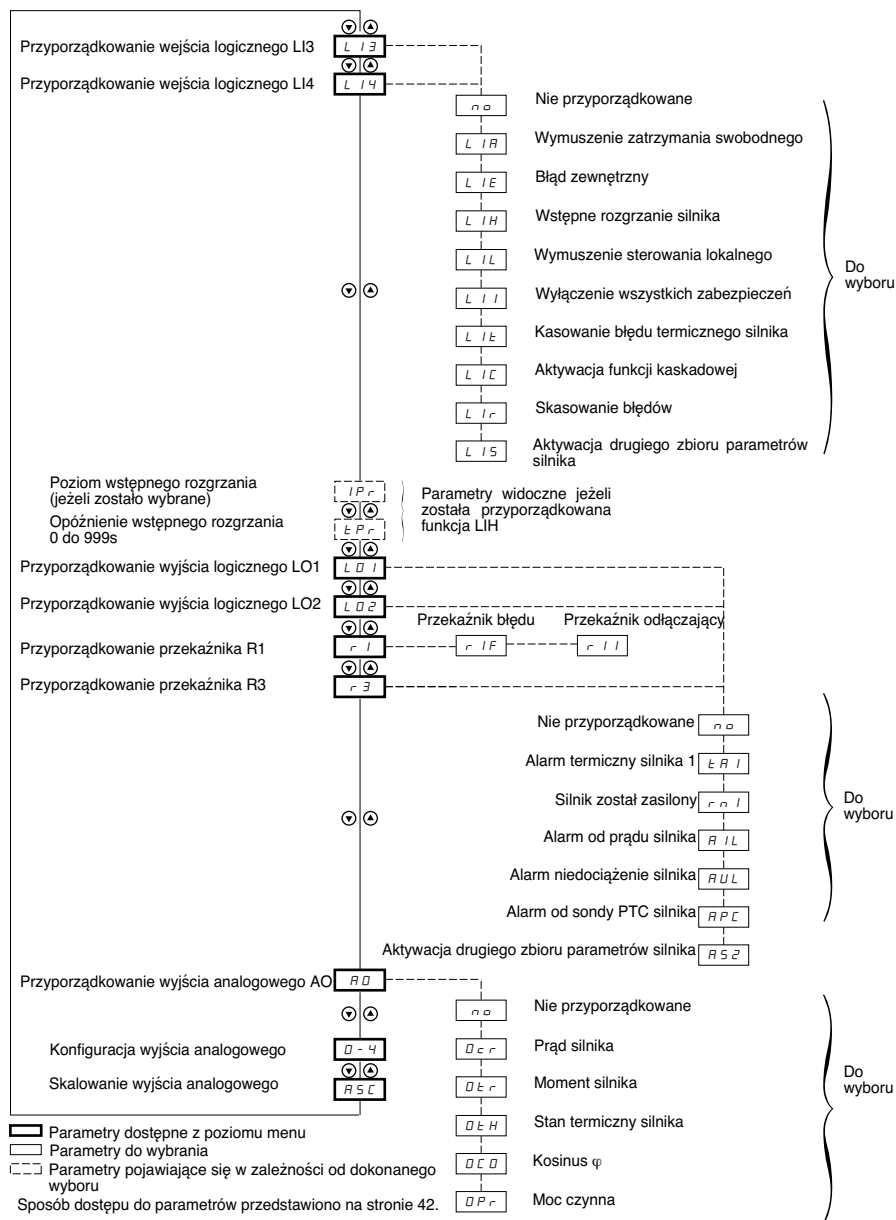 Przyporządkowanie wejścia logicznego LI3 LI3
Przyporządkowanie wejścia logicznego LI4 LI4
no Nie przyporządkowane
LIA Wymuszenie zatrzymania swobodnego
LIE Błąd zewnętrzny
LIH Wstępne rozgrzanie silnika
LIL Wymuszenie sterowania lokalnego
LII Wyłączenie wszystkich zabezpieczeń
LIt Kasowanie błędu termicznego silnika
LIC Aktywacja funkcji kaskadowej
LIr Skasowanie błędów
LIS Aktywacja drugiego zbioru parametrów
silnika
Do
wyboru
Poziom wstępnego rozgrzania
(jeżeli zostało wybrane)
IPr
Opóźnienie wstępnego rozgrzania
0 do 999s
tPr
Parametry widoczne jeżeli
została przyporządkowana
funkcja LIH
Przyporządkowanie wyjścia logicznego LO1 LO1
Przyporządkowanie wyjścia logicznego LO2 LO2
Przekaźnik błędu Przekaźnik odłączający
Przyporządkowanie przekaźnika R1 r1 rIF rII
Przyporządkowanie przekaźnika R3 r3
Nie przyporządkowane no
Alarm termiczny silnika 1 tAI
Silnik został zasilony rnI
Alarm od prądu silnika AIL
Alarm niedociążenie silnika AUL
Alarm od sondy PTC silnika APC
Aktywacja drugiego zbioru parametrów silnika AS2
Do
wyboru
Przyporządkowanie wyjścia analogowego AO AO
Konfiguracja wyjścia analogowego 0-4
Skalowanie wyjścia analogowego ASC
no Nie przyporządkowane
Ocr Prąd silnika
Otr Moment silnika
OtH Stan termiczny silnika
OCO Kosinus φ
OPr Moc czynna
Do
wyboru
Parametry dostępne z poziomu menu
Parametry do wybrania
Parametry pojawiające się w zależności od dokonanego
wyboru
Sposób dostępu do parametrów przedstawiono na stronie 42.